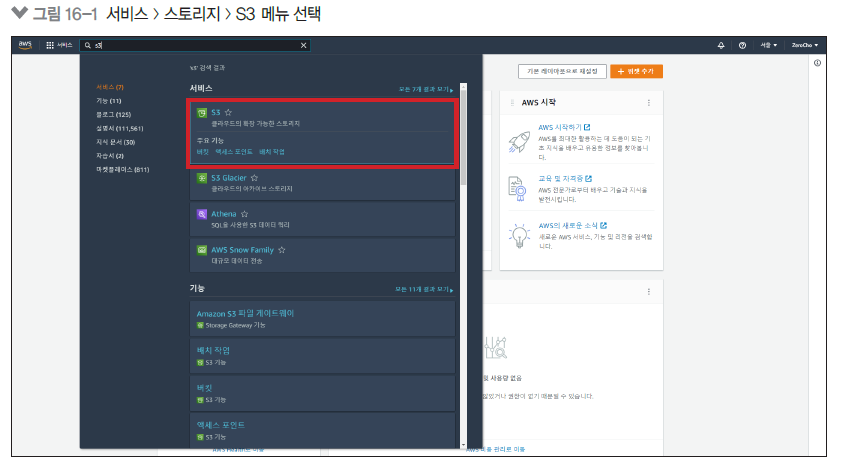 그림 16-1 서비스 > 스토리지 > S3 메뉴 선택
aws 서비스 s3 서울 ZeroCho
's3' 검색 결과
서비스 (7)
기능 (11)
블로그 (125)
설명서 (111,561)
지식 문서 (30)
자습서 (2)
마켓플레이스 (811)
서비스 모든 7개 결과 보기
S3
클라우드의 확장 가능한 스토리지
주요 기능
버킷 액세스 포인트 배치 작업
S3 Glacier
클라우드의 아카이브 스토리지
Athena
SQL을 사용한 S3 데이터 쿼리
AWS Snow Family
대규모 데이터 전송
기능 모든 11개 결과 보기
Amazon S3 파일 게이트웨이
Storage Gateway 기능
배치 작업
S3 기능
버킷
S3 기능
액세스 포인트
S3 기능
기본 레이아웃으로 재설정 + 위젯 추가
AWS 시작
AWS 시작하기
AWS를 최대한 활용하는 데 도움이 되는 기
초 지식을 배우고 유용한 정보를 찾아봅니
다.
교육 및 자격증
AWS 전문가로부터 배우고 기술과 지식을
발전시킵니다.
AWS의 새로운 소식
새로운 AWS 서비스, 기능 및 리전을 검색합
니다.
및 사용량 없음
없었거나 권한이 없기 때문일 수 있습니다.
AWS Health로 이동
AWS 비용 관리로 이동